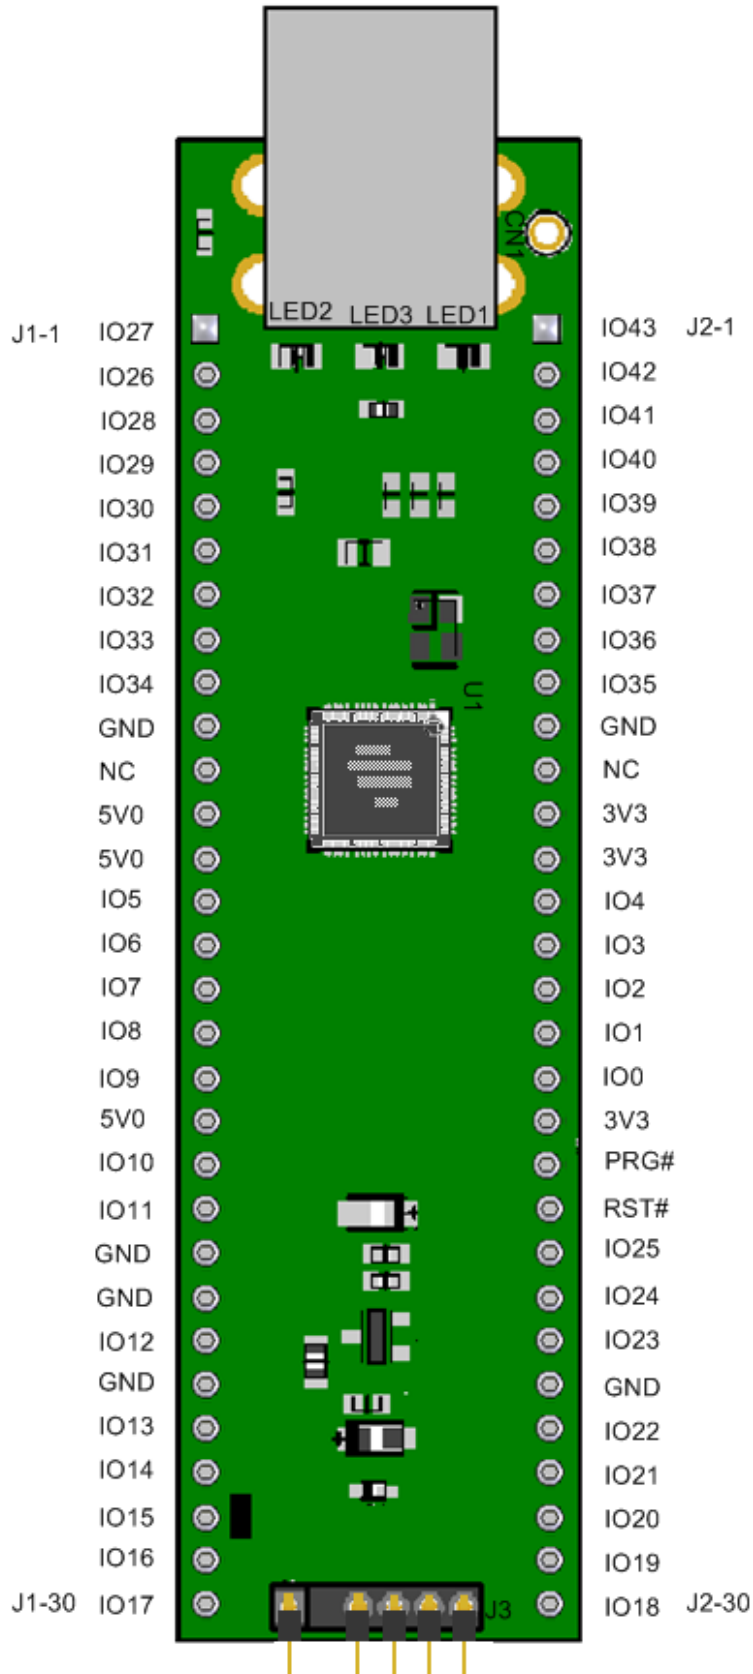 CN1
LED2 LED3 LED1
J1-1 IO27 IO43 J2-1
IO26 IO42
IO28 IO41
IO29 IO40
IO30 IO39
IO31 IO38
IO32 IO37
IO33 IO36
IO34 IO35
U1
GND GND
NC NC
5V0 3V3
5V0 3V3
IO5 IO4
IO6 IO3
IO7 IO2
IO8 IO1
IO9 IO0
5V0 3V3
IO10 PRG#
IO11 RST#
GND IO25
GND IO24
IO12 IO23
GND GND
IO13 IO22
IO14 IO21
IO15 IO20
IO16 IO19
J1-30 IO17 J3 IO18 J2-30